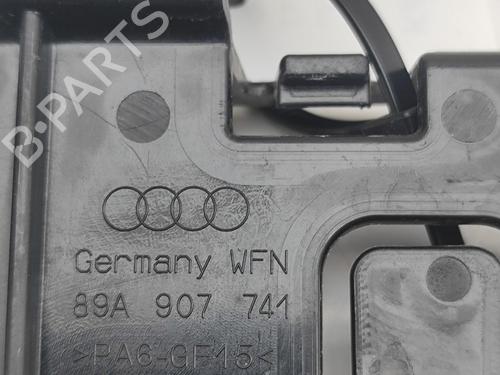 B-PARTS
Germany WFN
89A 907 741
>PA6-GF15<